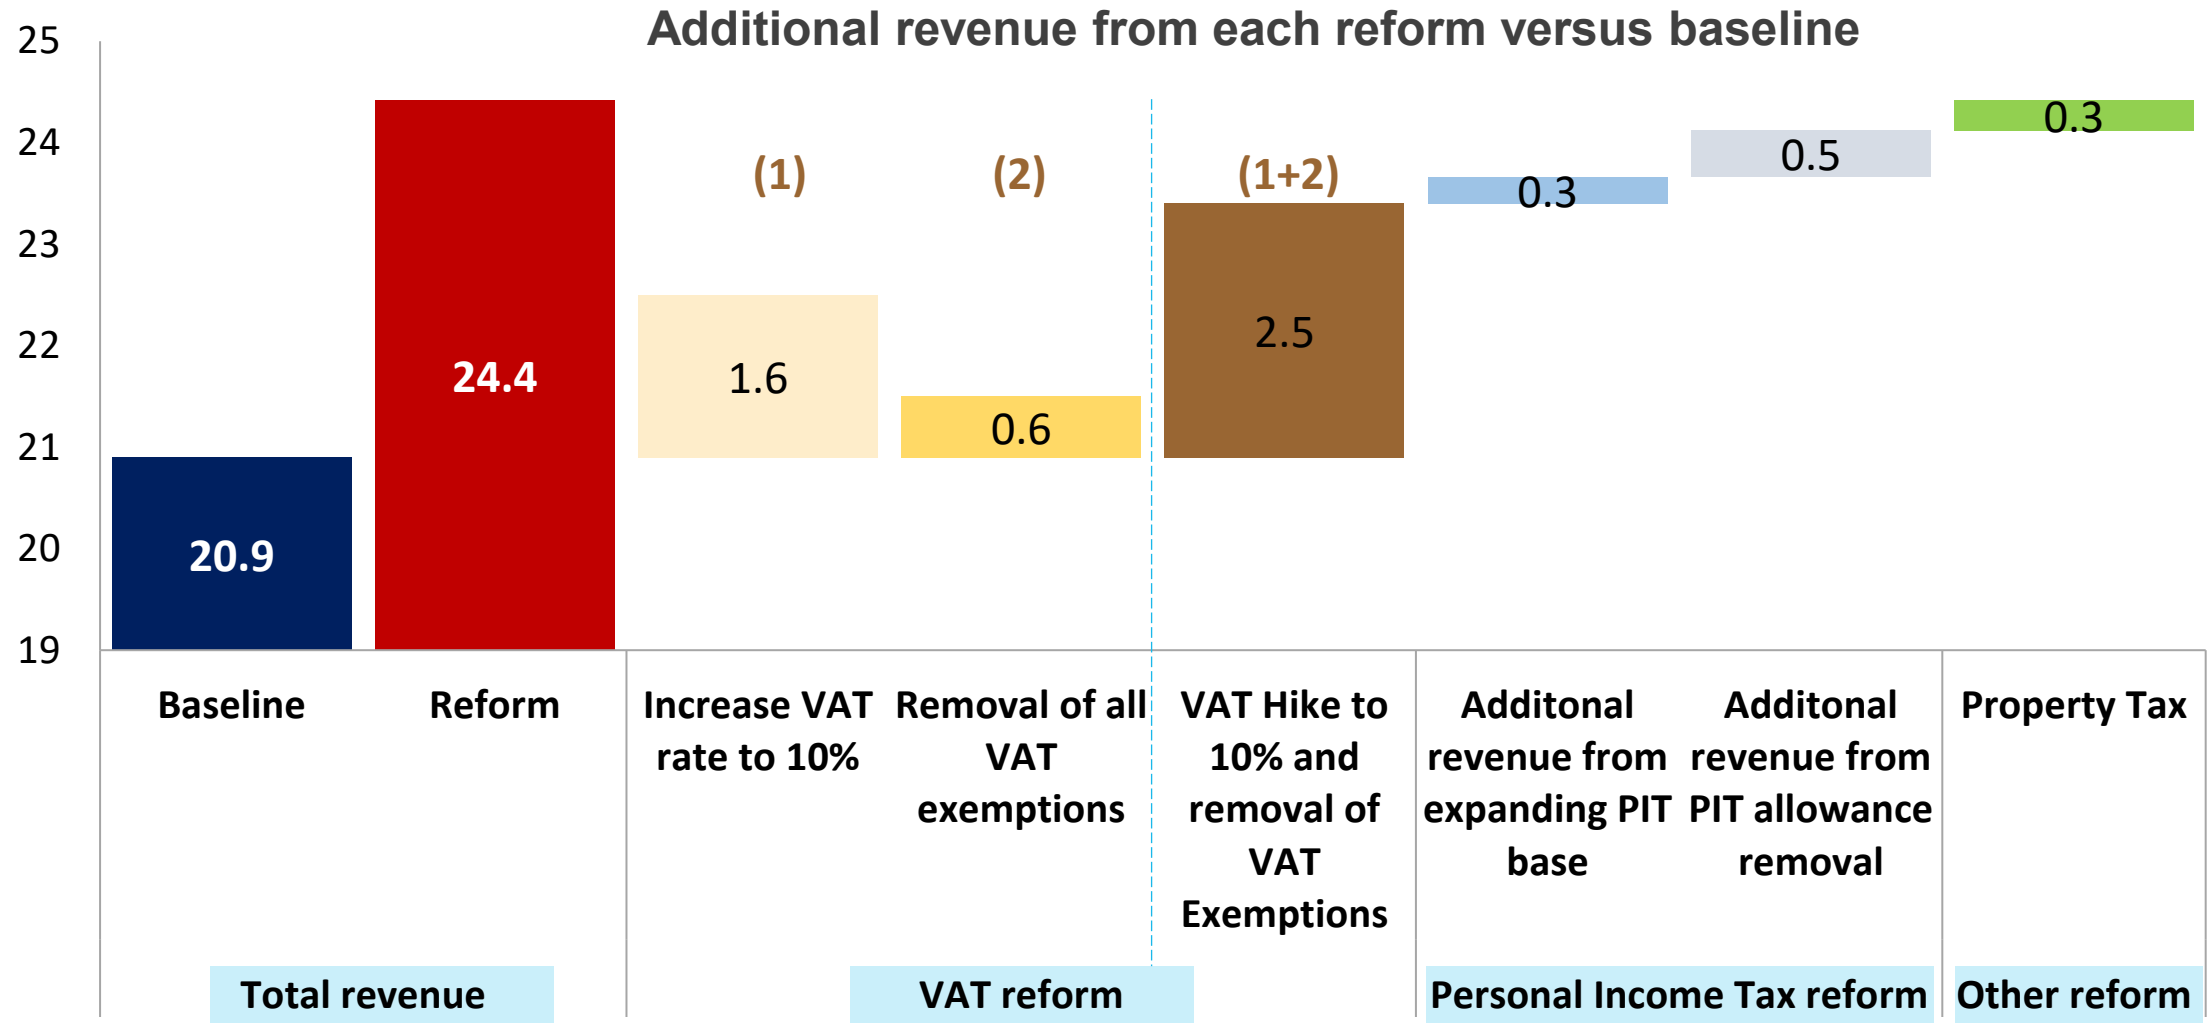 Additional revenue from each reform versus baseline
25
24
23
22
21
20
19
20.9
24.4
(1)
1.6
(2)
0.6
(1+2)
2.5
0.3
0.5
0.3
Baseline
Reform
Increase VAT
rate to 10%
Removal of all
VAT
exemptions
VAT Hike to
10% and
removal of
VAT
Exemptions
Additonal
revenue from
expanding PIT
base
Additonal
revenue from
PIT allowance
removal
Property Tax
Total revenue
VAT reform
Personal Income Tax reform
Other reform